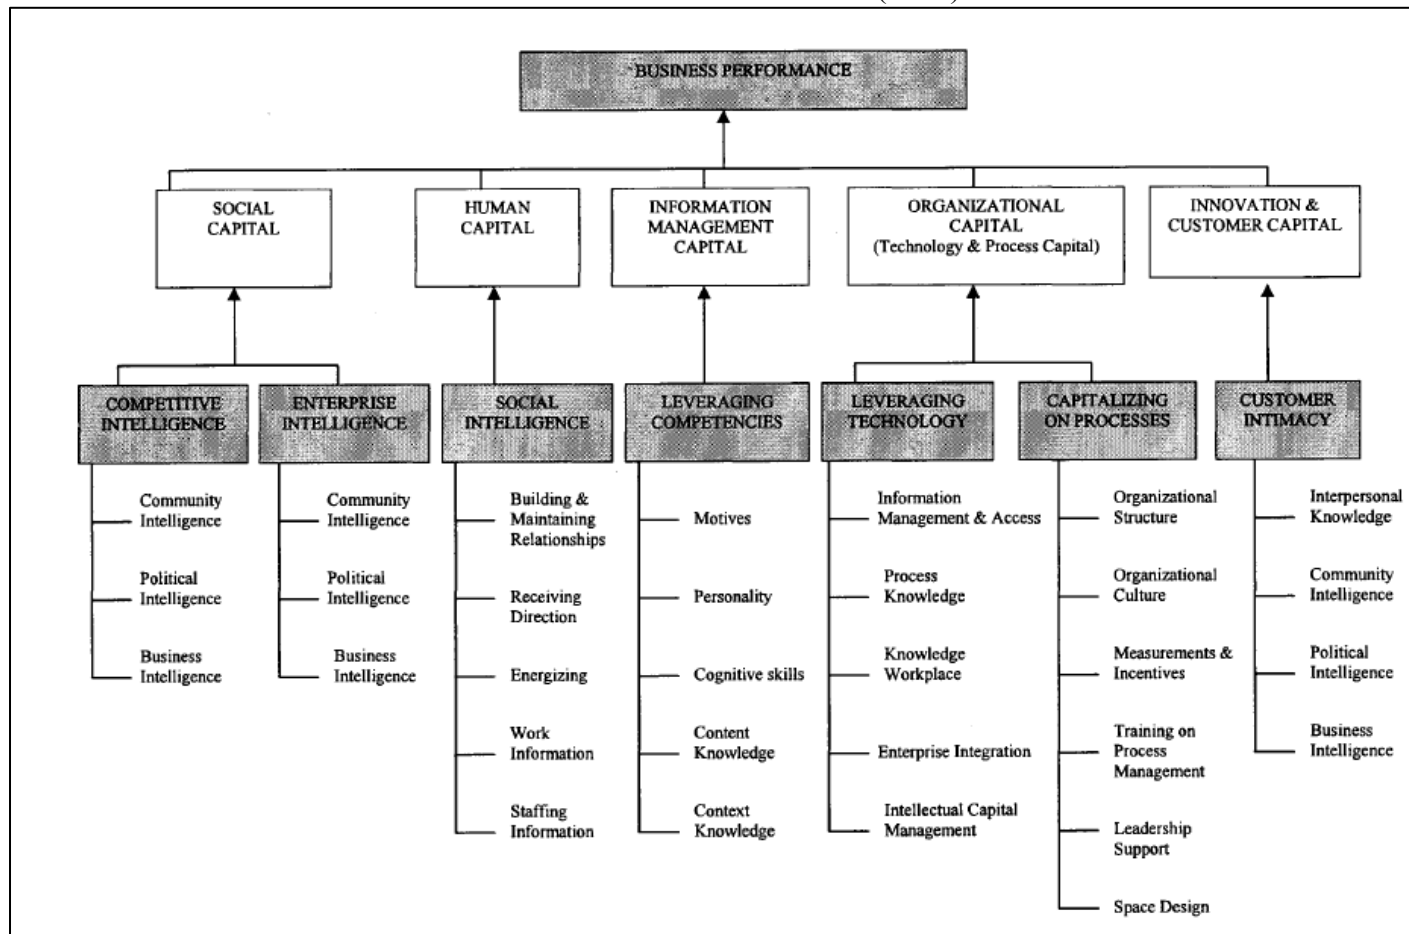 BUSINESS PERFORMANCE
SOCIAL
CAPITAL
HUMAN
CAPITAL
INFORMATION
MANAGEMENT
CAPITAL
ORGANIZATIONAL
CAPITAL
(Technology & Process Capital)
INNOVATION &
CUSTOMER CAPITAL
COMPETITIVE
INTELLIGENCE
ENTERPRISE
INTELLIGENCE
SOCIAL
INTELLIGENCE
LEVERAGING
COMPETENCIES
LEVERAGING
TECHNOLOGY
CAPITALIZING
ON PROCESSES
CUSTOMER
INTIMACY
Community
Intelligence
Political
Intelligence
Business
Intelligence
Community
Intelligence
Political
Intelligence
Business
Intelligence
Building &
Maintaining
Relationships
Receiving
Direction
Energizing
Work
Information
Staffing
Information
Motives
Personality
Cognitive skills
Content
Knowledge
Context
Knowledge
Information
Management & Access
Process
Knowledge
Knowledge
Workplace
Enterprise Integration
Intellectual Capital
Management
Organizational
Structure
Organizational
Culture
Measurements &
Incentives
Training on
Process
Management
Leadership
Support
Space Design
Interpersonal
Knowledge
Community
Intelligence
Political
Intelligence
Business
Intelligence